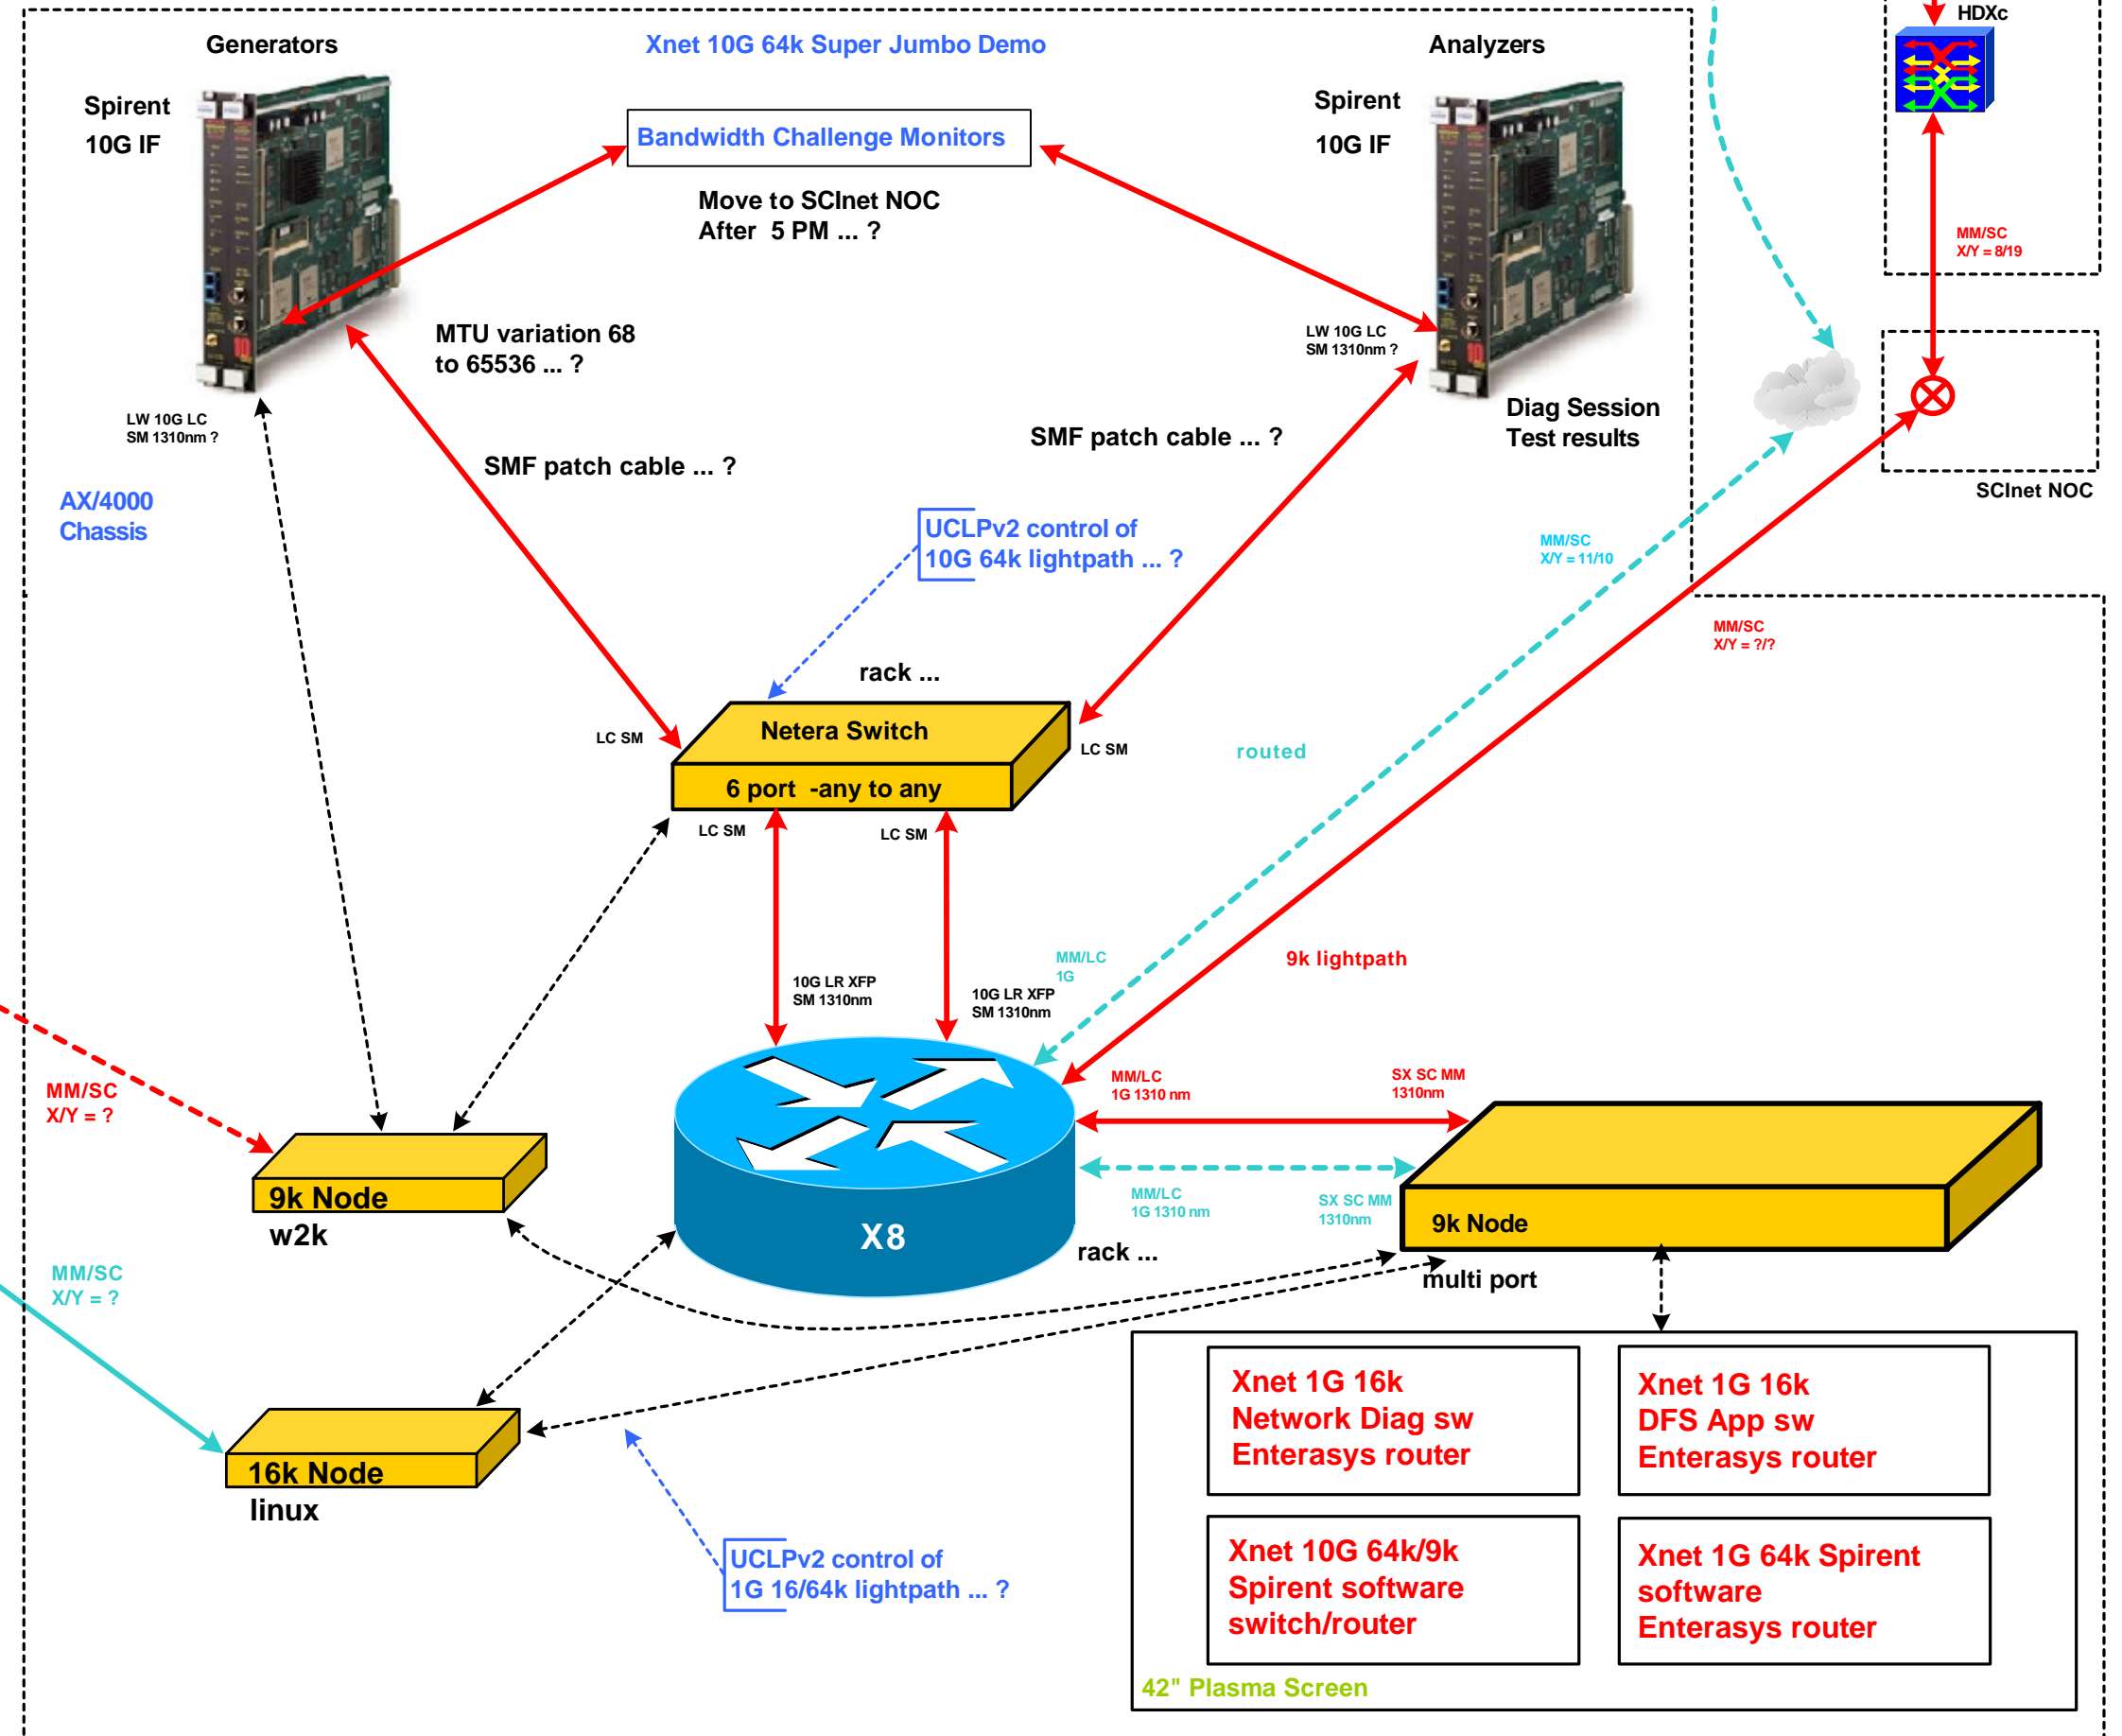 HDXc
Generators
Xnet 10G 64k Super Jumbo Demo
Analyzers
Spirent
10G IF
Bandwidth Challenge Monitors
Spirent
10G IF
Move to SCInet NOC
After 5 PM ... ?
MM/SC
X/Y = 8/19
MTU variation 68
to 65536 ... ?
LW 10G LC
SM 1310nm ?
LW 10G LC
SM 1310nm ?
Diag Session
Test results
SMF patch cable ... ?
SMF patch cable ... ?
SCInet NOC
AX/4000
Chassis
UCLPv2 control of
10G 64k lightpath ... ?
MM/SC
X/Y = 11/10
MM/SC
X/Y = ?/?
rack ...
Netera Switch
LC SM
LC SM
routed
6 port -any to any
LC SM
LC SM
MM/LC
1G
9k lightpath
10G LR XFP
SM 1310nm
10G LR XFP
SM 1310nm
MM/SC
X/Y = ?
MM/LC
1G 1310 nm
SX SC MM
1310nm
9k Node
w2k
MM/LC
1G 1310 nm
SX SC MM
1310nm
9k Node
X8
rack ...
multi port
MM/SC
X/Y = ?
Xnet 1G 16k
Network Diag sw
Enterasys router
Xnet 1G 16k
DFS App sw
Enterasys router
16k Node
linux
UCLPv2 control of
1G 16/64k lightpath ... ?
Xnet 10G 64k/9k
Spirent software
switch/router
Xnet 1G 64k Spirent
software
Enterasys router
42" Plasma Screen